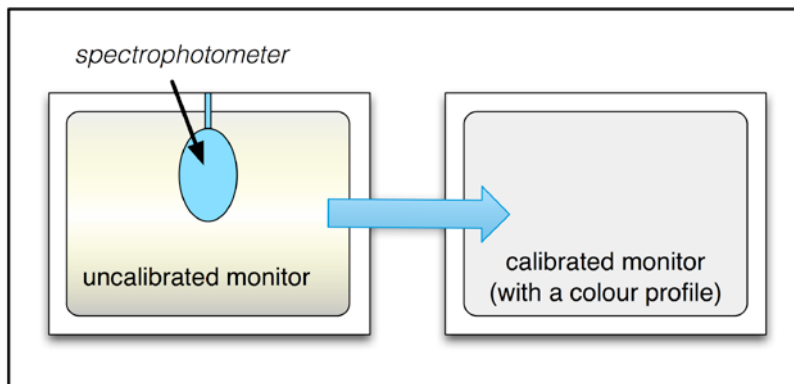 spectrophotometer
uncalibrated monitor
calibrated monitor
(with a colour profile)